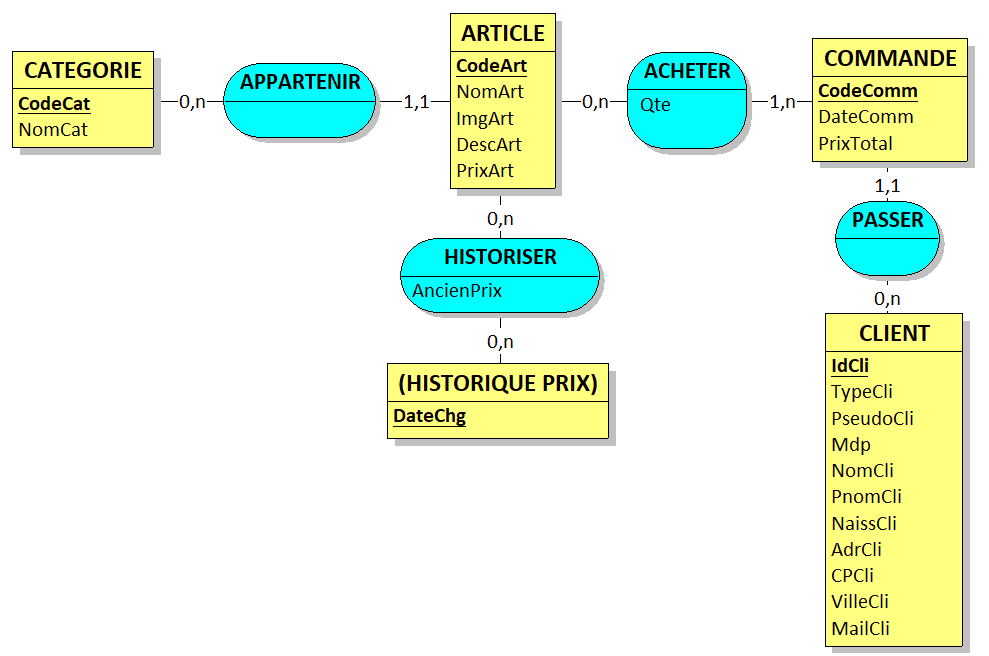 CATEGORIE
CodeCat
NomCat
0,n
APPARTENIR
1,1
ARTICLE
CodeArt
NomArt
ImgArt
DescArt
PrixArt
0,n
ACHETER
Qte
1,n
COMMANDE
CodeComm
DateComm
PrixTotal
0,n
HISTORISER
AncienPrix
0,n
(HISTORIQUE PRIX)
DateChg
1,1
PASSER
0,n
CLIENT
IdCli
TypeCli
PseudoCli
Mdp
NomCli
PnomCli
NaissCli
AdrCli
CPCli
VilleCli
MailCli